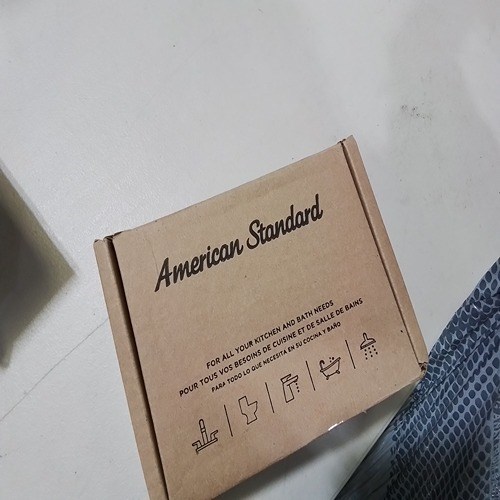 American Standard
FOR ALL YOUR KITCHEN AND BATH NEEDS
POUR TOUS VOS BESOINS DE CUISINE ET DE SALLE DE BAINS
PARA TODO LO QUE NECESITA EN SU COCINA Y BAÑO